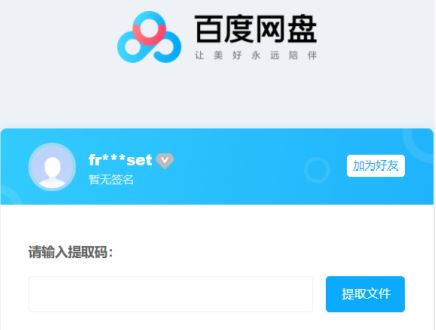 百度网盘
让美好永远陪伴
fr***set
加为好友
暂无签名
请输入提取码：
提取文件